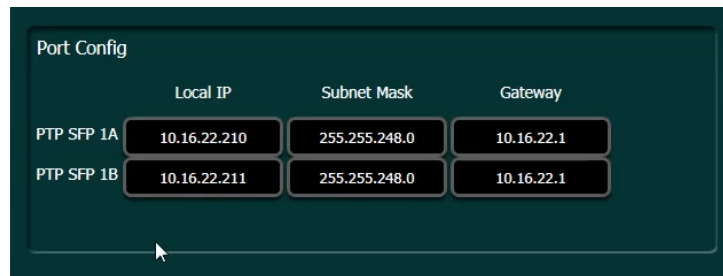 Port Config
Local IP Subnet Mask Gateway
PTP SFP 1A 10.16.22.210 255.255.248.0 10.16.22.1
PTP SFP 1B 10.16.22.211 255.255.248.0 10.16.22.1